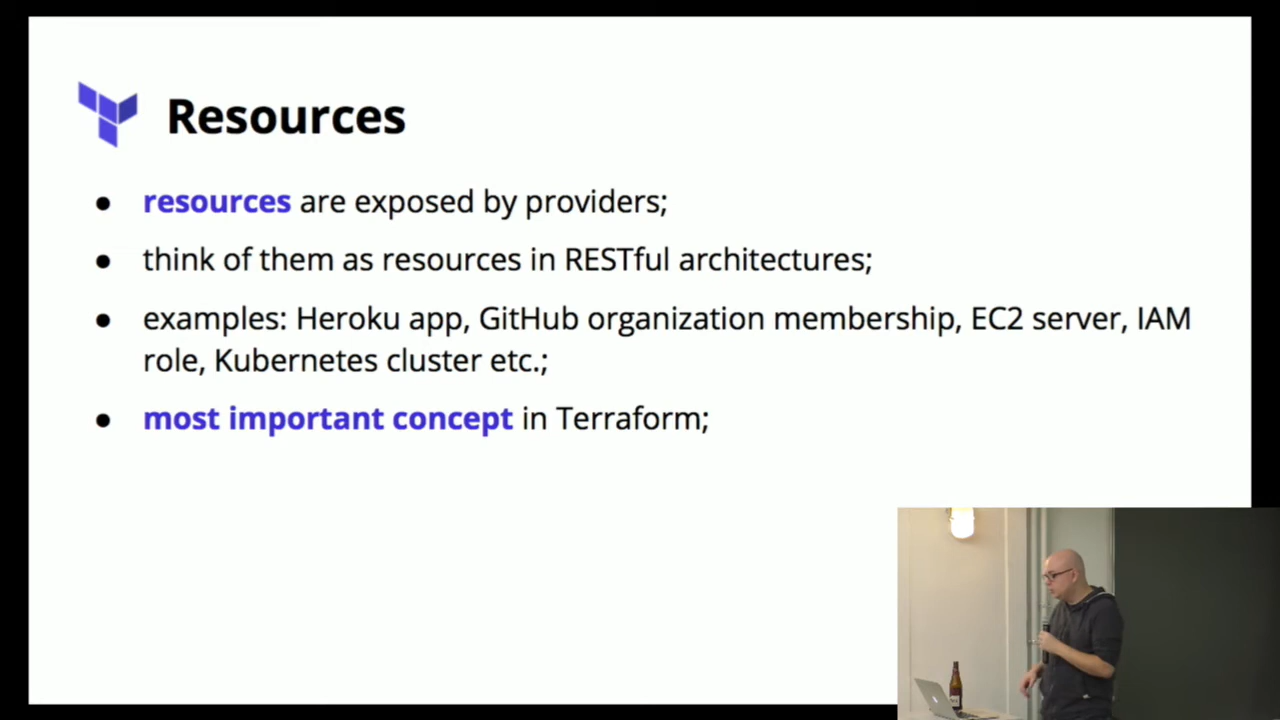 Resources
● resources are exposed by providers;
● think of them as resources in RESTful architectures;
● examples: Heroku app, GitHub organization membership, EC2 server, IAM
role, Kubernetes cluster etc.;
● most important concept in Terraform;